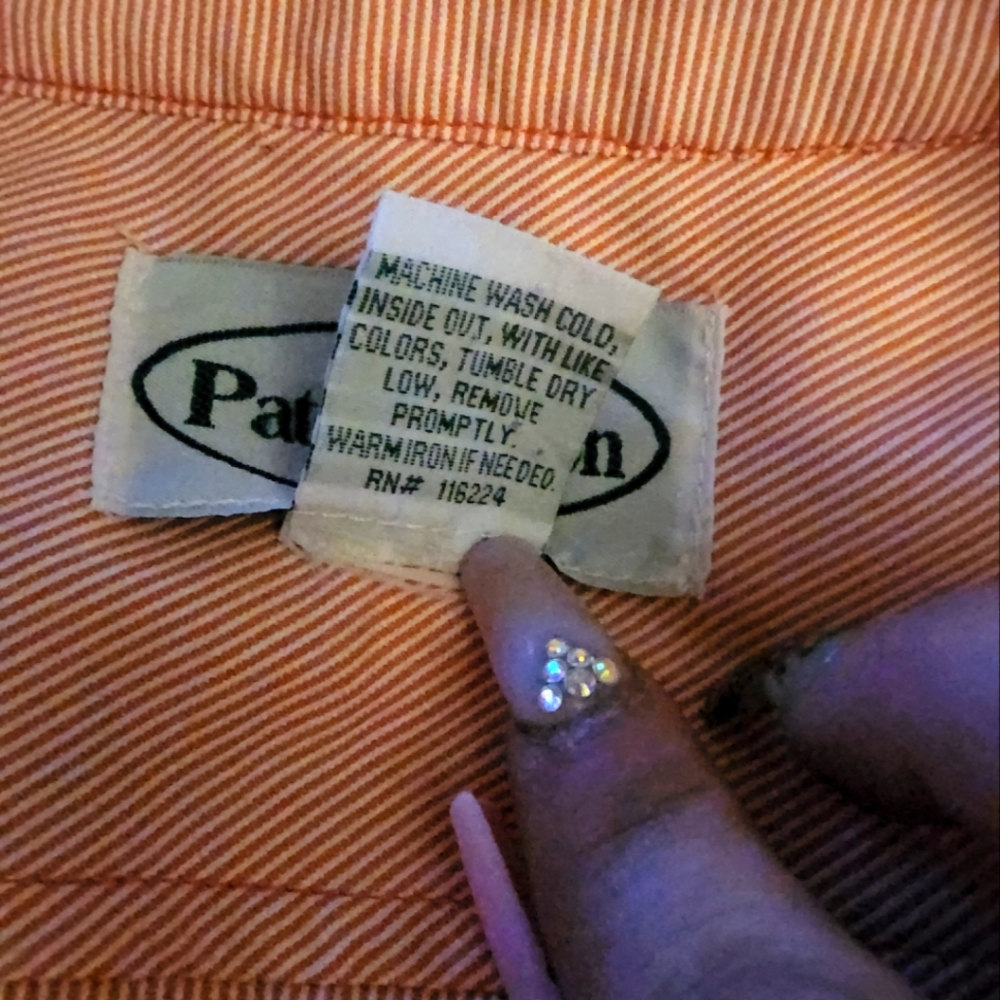 MACHINE WASH COLD,
INSIDE OUT, WITH LIKE
COLORS, TUMBLE DRY
LOW, REMOVE
PROMPTLY.
WARM IRON IF NEEDED.
RN# 116224